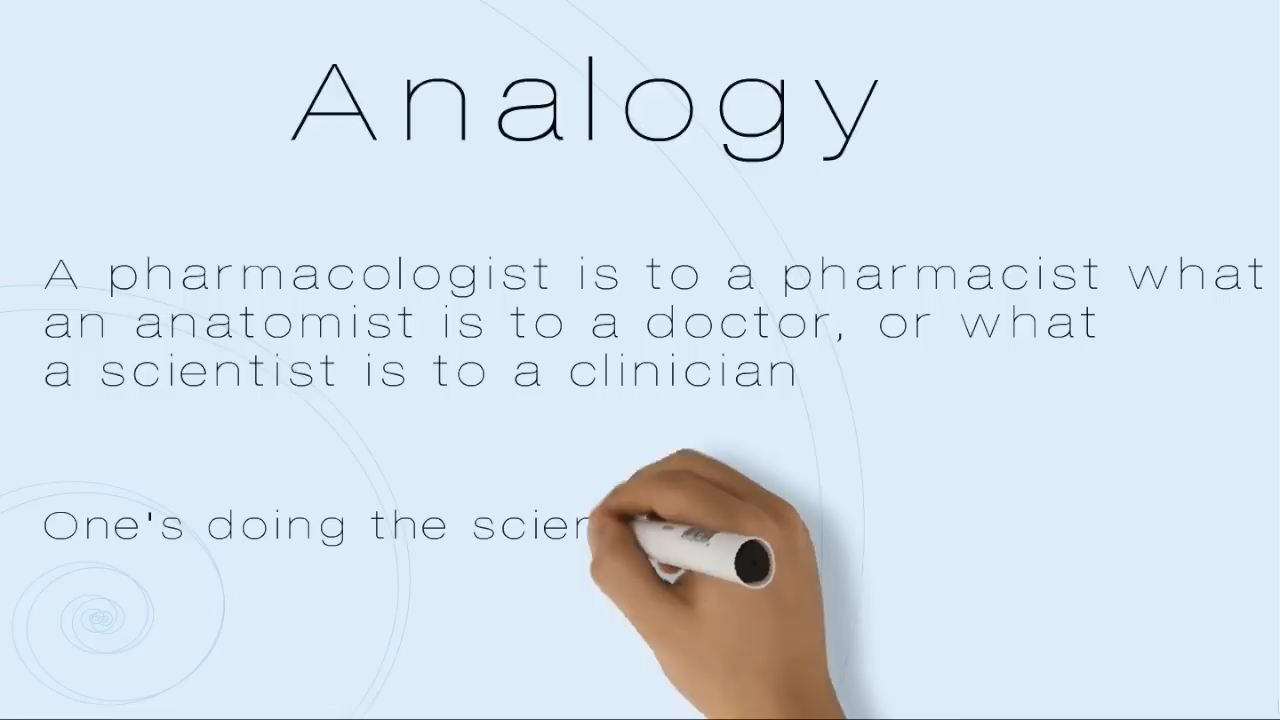 Analogy
A pharmacologist is to a pharmacist what
an anatomist is to a doctor, or what
a scientist is to a clinician
One's doing the